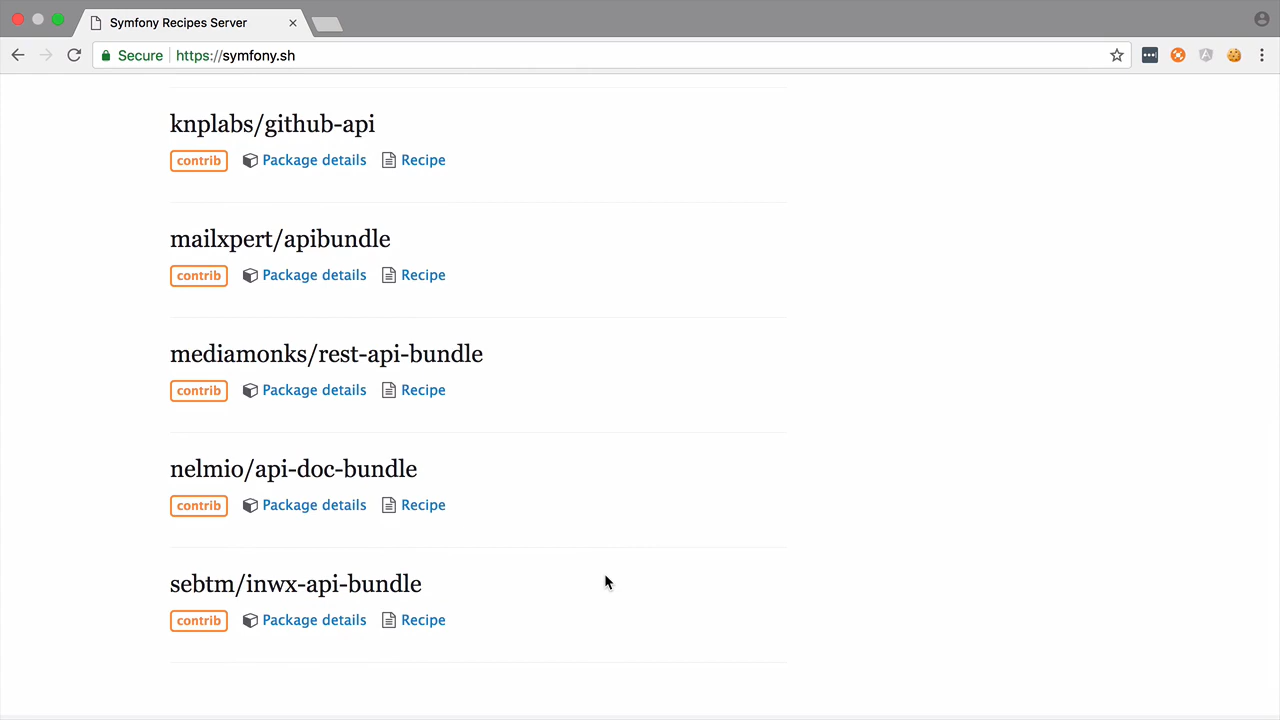 Symfony Recipes Server
Secure https://symfony.sh
knplabs/github-api
contrib Package details Recipe
mailxpert/apibundle
contrib Package details Recipe
mediamonks/rest-api-bundle
contrib Package details Recipe
nelmio/api-doc-bundle
contrib Package details Recipe
sebtm/inwx-api-bundle
contrib Package details Recipe